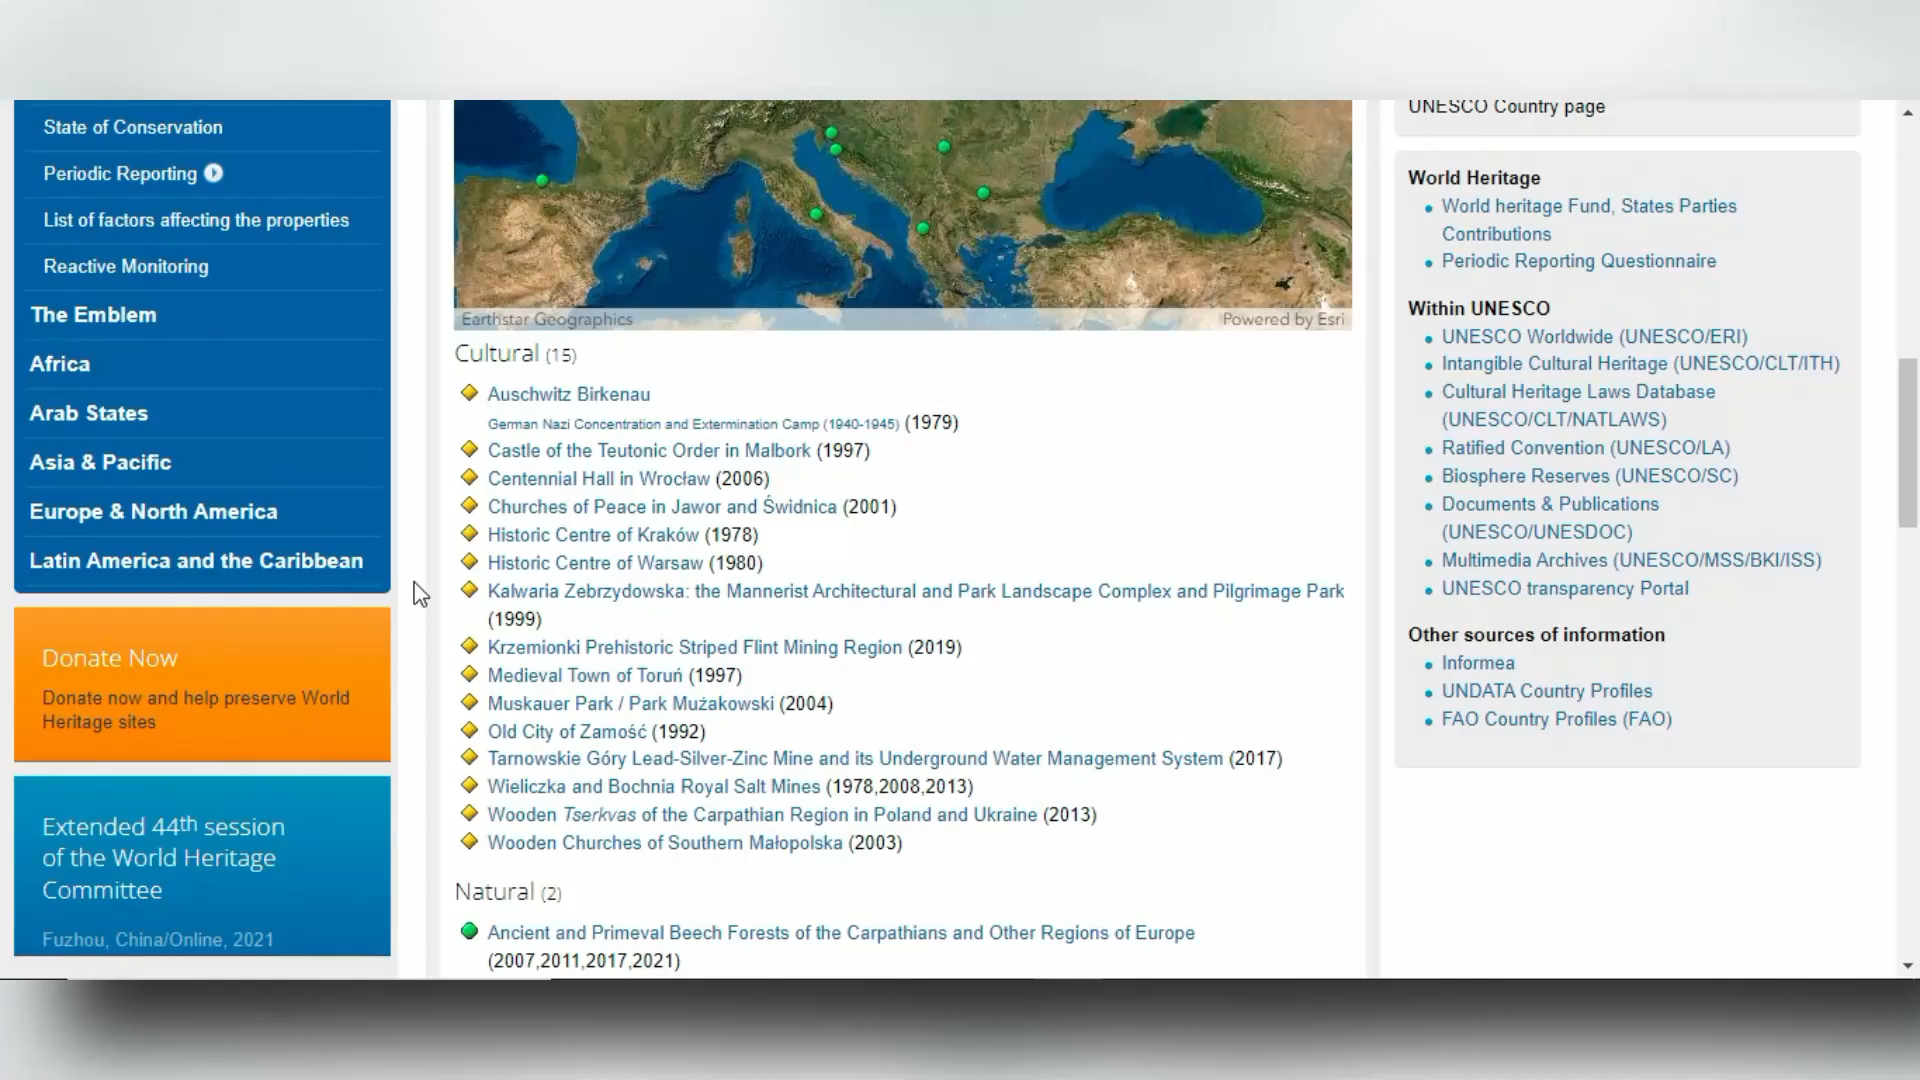 State of Conservation
Periodic Reporting
List of factors affecting the properties
Reactive Monitoring
The Emblem
Africa
Arab States
Asia & Pacific
Europe & North America
Latin America and the Caribbean
Donate Now
Donate now and help preserve World
Heritage sites
Extended 44th session
of the World Heritage
Committee
Fuzhou, China/Online, 2021
Earthstar Geographics
Powered by Esri
Cultural (15)
Auschwitz Birkenau
German Nazi Concentration and Extermination Camp (1940-1945) (1979)
Castle of the Teutonic Order in Malbork (1997)
Centennial Hall in Wrocław (2006)
Churches of Peace in Jawor and Świdnica (2001)
Historic Centre of Kraków (1978)
Historic Centre of Warsaw (1980)
Kalwaria Zebrzydowska: the Mannerist Architectural and Park Landscape Complex and Pilgrimage Park
(1999)
Krzemionki Prehistoric Striped Flint Mining Region (2019)
Medieval Town of Toruń (1997)
Muskauer Park / Park Mużakowski (2004)
Old City of Zamość (1992)
Tarnowskie Góry Lead-Silver-Zinc Mine and its Underground Water Management System (2017)
Wieliczka and Bochnia Royal Salt Mines (1978,2008,2013)
Wooden Tserkvas of the Carpathian Region in Poland and Ukraine (2013)
Wooden Churches of Southern Małopolska (2003)
Natural (2)
Ancient and Primeval Beech Forests of the Carpathians and Other Regions of Europe
(2007,2011,2017,2021)
UNESCO Country page
World Heritage
World heritage Fund, States Parties
Contributions
Periodic Reporting Questionnaire
Within UNESCO
UNESCO Worldwide (UNESCO/ERI)
Intangible Cultural Heritage (UNESCO/CLT/ITH)
Cultural Heritage Laws Database
(UNESCO/CLT/NATLAWS)
Ratified Convention (UNESCO/LA)
Biosphere Reserves (UNESCO/SC)
Documents & Publications
(UNESCO/UNESDOC)
Multimedia Archives (UNESCO/MSS/BKI/ISS)
UNESCO transparency Portal
Other sources of information
Informea
UNDATA Country Profiles
FAO Country Profiles (FAO)